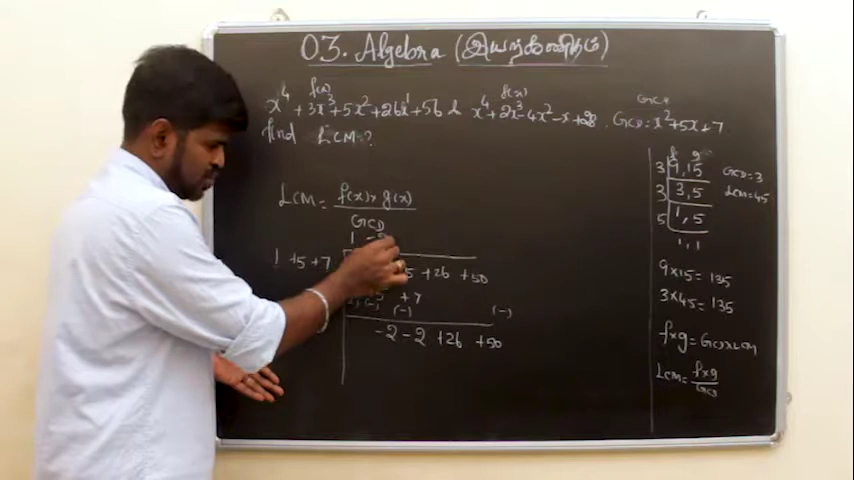 03. Algebra (இயற்கணிதம்)
f(x) g(x)
x⁴ + 3x³ + 5x² + 26x + 56 & x⁴ + 2x³ - 4x² - x + 28 . GCD = x² + 5x + 7
GCD
find LCM = ?
LCM = f(x) x g(x)
GCD
1 -2
1 +5 +7
5 +26 +50
+7
(-) (-)
-2 -2 +26 +50
f g
3 9, 15
3 3, 5
5 1, 5
1, 1
GCD = 3
LCM = 45
9 x 15 = 135
3 x 45 = 135
f x g = GCD x LCM
LCM = f x g
GCD